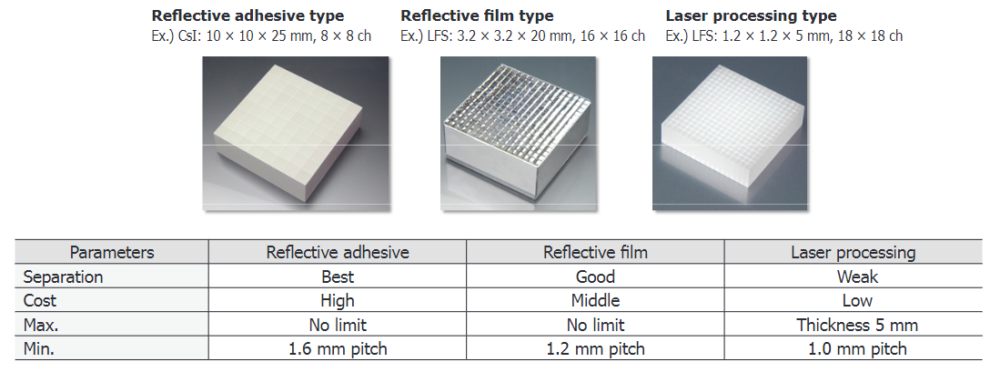 Reflective adhesive type
Ex.) CsI: 10 × 10 × 25 mm, 8 × 8 ch
Reflective film type
Ex.) LFS: 3.2 × 3.2 × 20 mm, 16 × 16 ch
Laser processing type
Ex.) LFS: 1.2 × 1.2 × 5 mm, 18 × 18 ch
Parameters Reflective adhesive Reflective film Laser processing
Separation Best Good Weak
Cost High Middle Low
Max. No limit No limit Thickness 5 mm
Min. 1.6 mm pitch 1.2 mm pitch 1.0 mm pitch